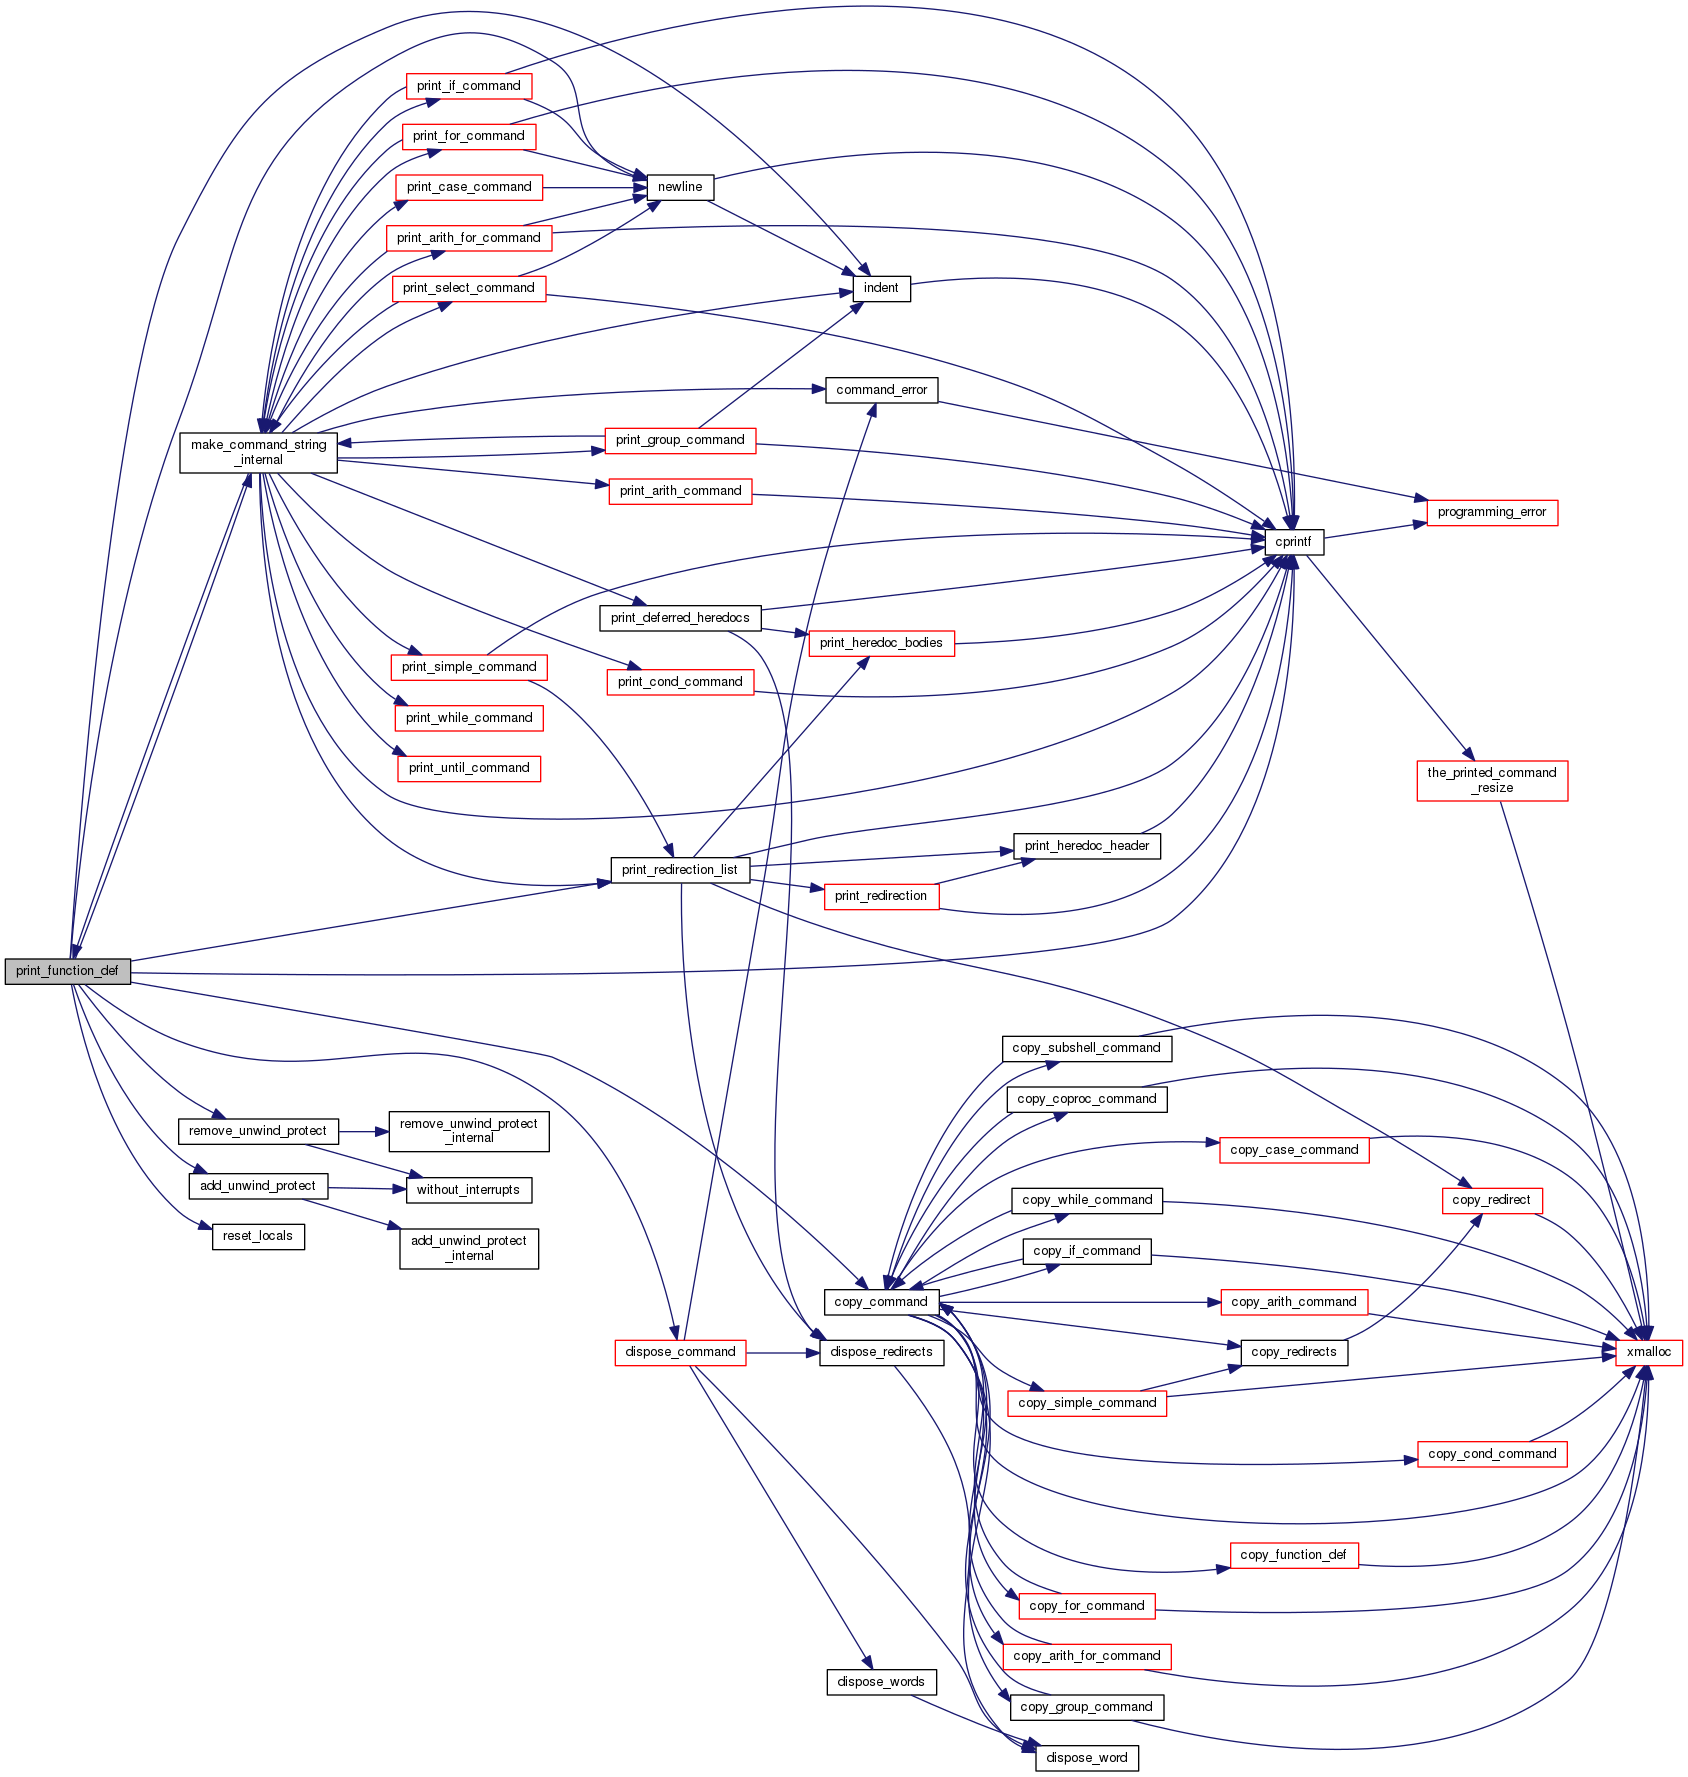 print_if_command
print_for_command
print_case_command
newline
print_arith_for_command
print_select_command
indent
command_error
make_command_string
_internal
print_group_command
print_arith_command
programming_error
cprintf
print_deferred_heredocs
print_heredoc_bodies
print_simple_command
print_cond_command
print_while_command
print_until_command
the_printed_command
_resize
print_heredoc_header
print_redirection_list
print_redirection
print_function_def
copy_subshell_command
copy_coproc_command
remove_unwind_protect
remove_unwind_protect
_internal
copy_case_command
add_unwind_protect
without_interrupts
copy_while_command
copy_redirect
reset_locals
add_unwind_protect
_internal
copy_if_command
copy_command
copy_arith_command
dispose_command
dispose_redirects
copy_redirects
xmalloc
copy_simple_command
copy_cond_command
copy_function_def
copy_for_command
copy_arith_for_command
dispose_words
copy_group_command
dispose_word